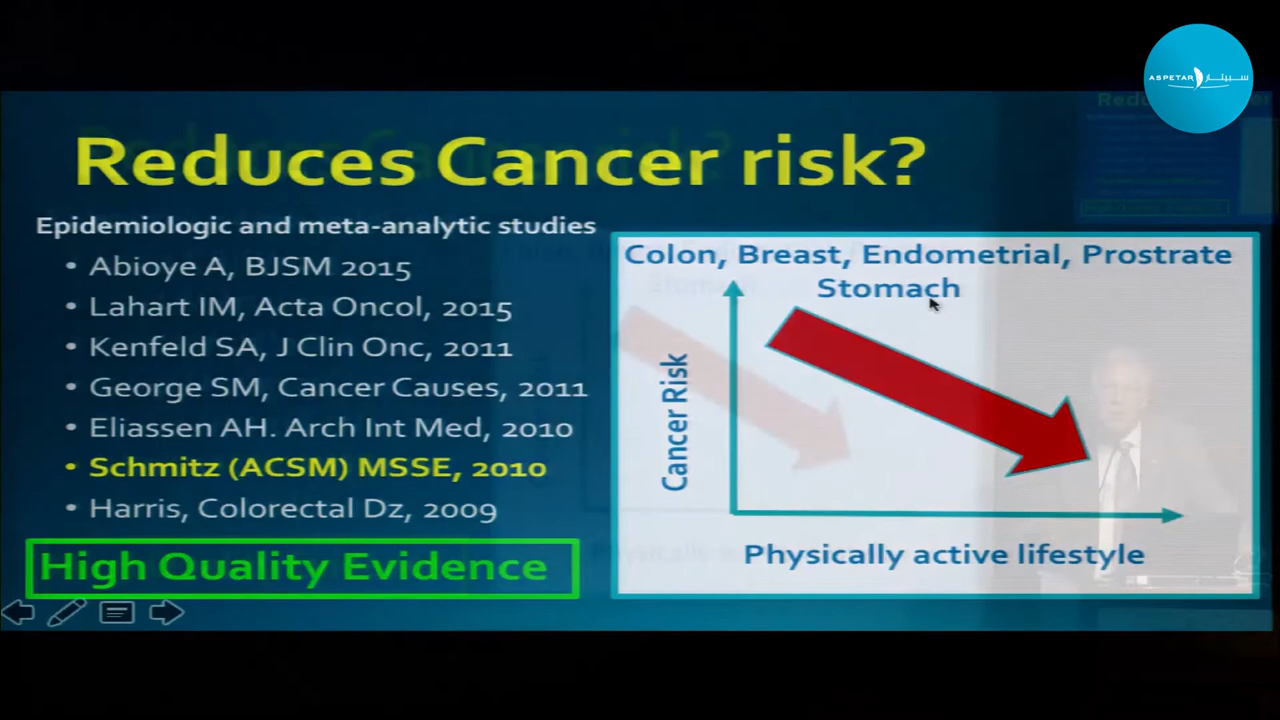 ASPETAR سبيتار
Reduces Cancer risk?
Epidemiologic and meta-analytic studies
• Abioye A, BJSM 2015
• Lahart IM, Acta Oncol, 2015
• Kenfeld SA, J Clin Onc, 2011
• George SM, Cancer Causes, 2011
• Eliassen AH. Arch Int Med, 2010
• Schmitz (ACSM) MSSE, 2010
• Harris, Colorectal Dz, 2009
High Quality Evidence
Colon, Breast, Endometrial, Prostrate
Stomach
Cancer Risk
Physically active lifestyle